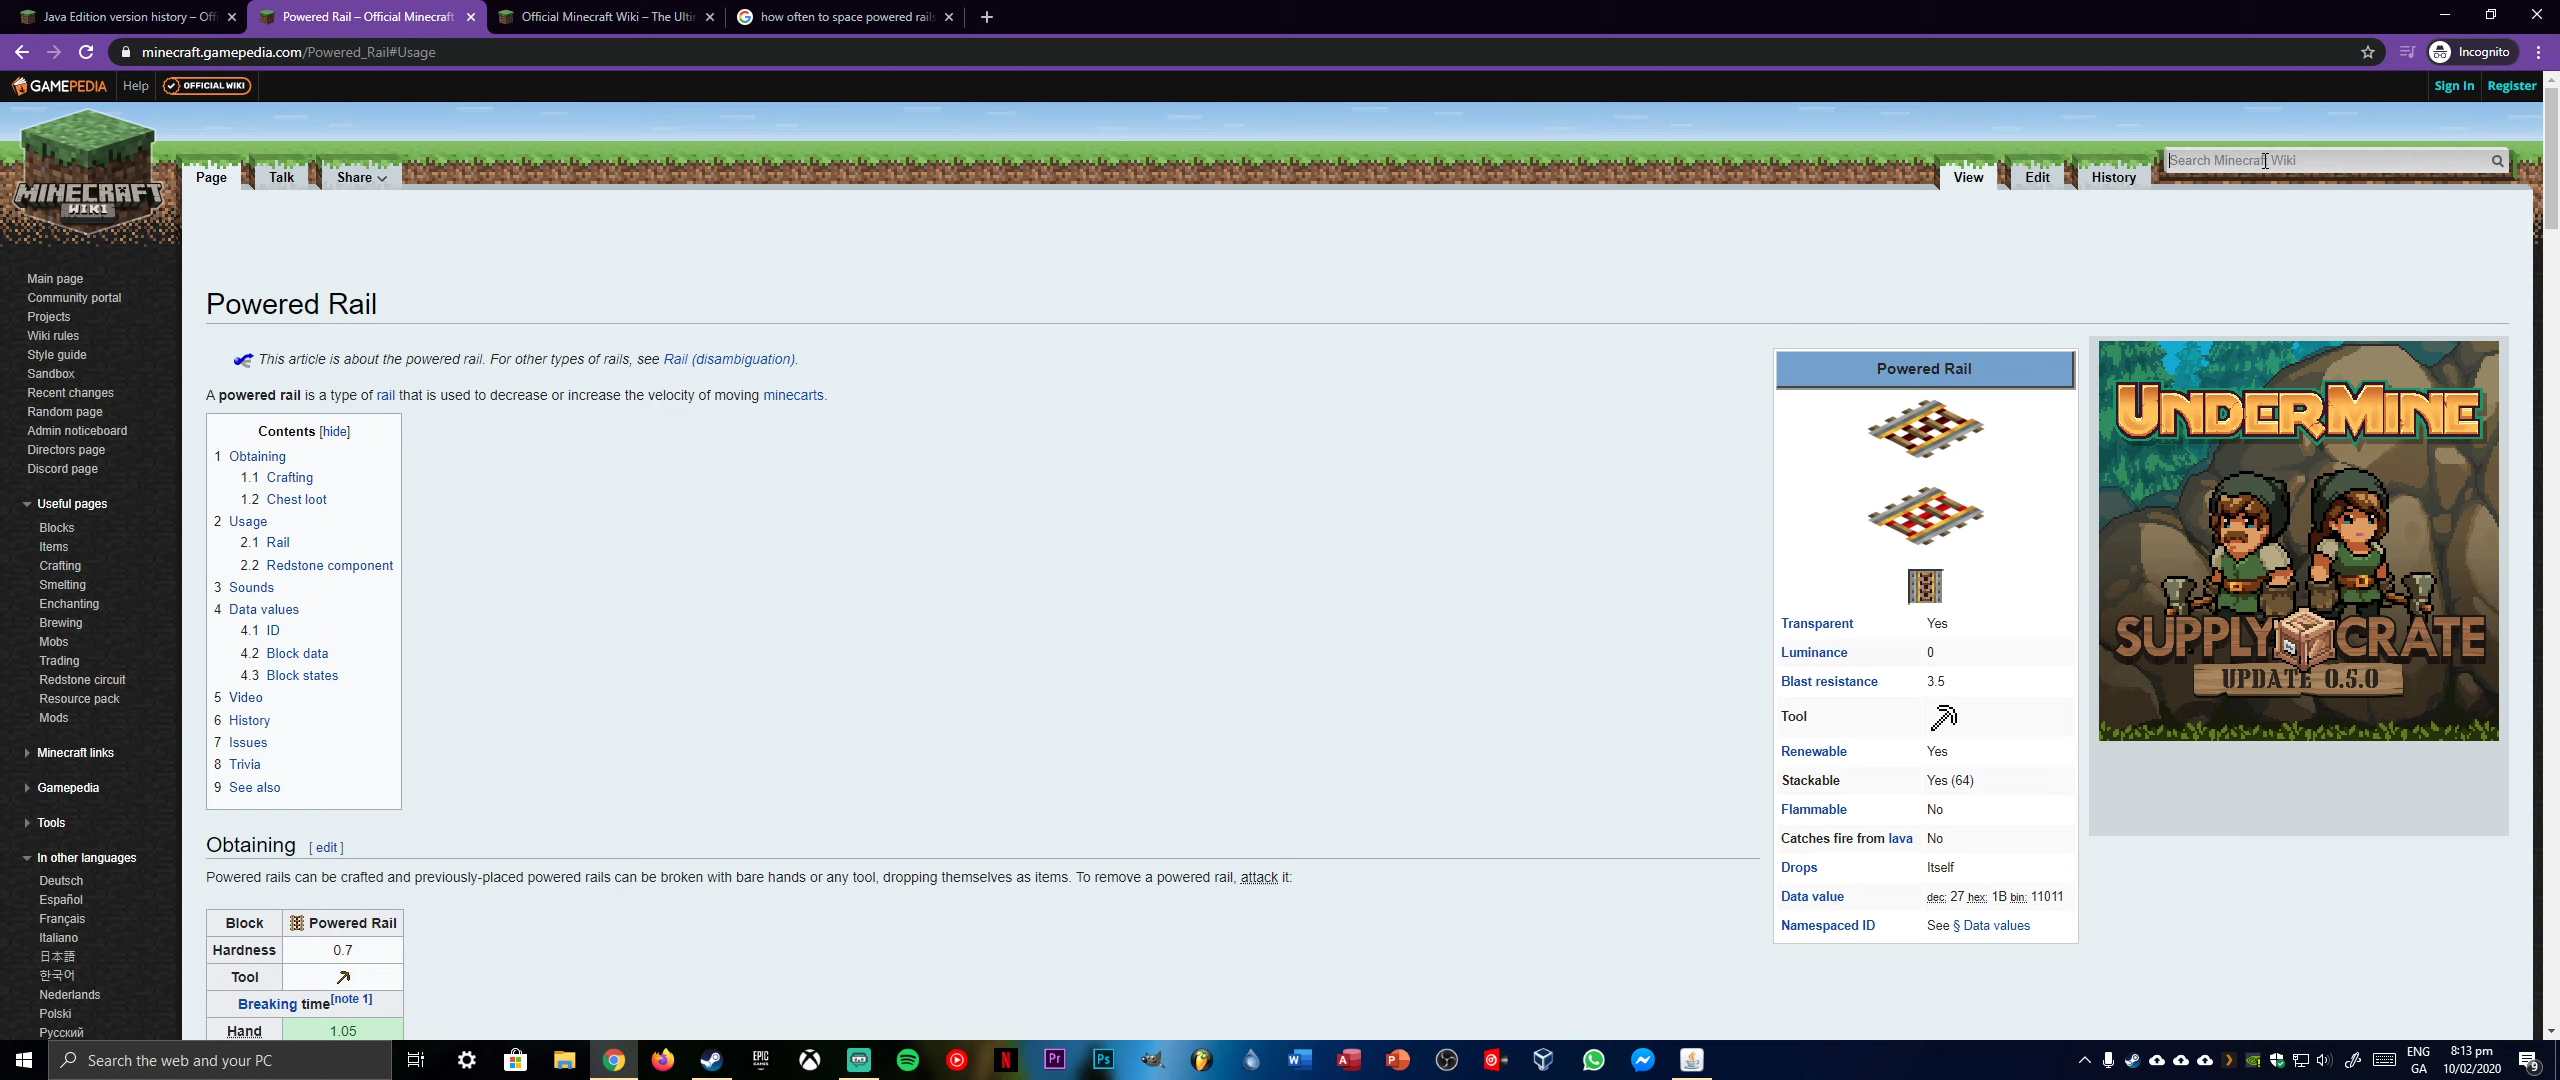 Java Edition version history – Offi
Powered Rail – Official Minecraft
Official Minecraft Wiki – The Ulti
how often to space powered rails
minecraft.gamepedia.com/Powered_Rail#Usage
Incognito
GAMEPEDIA
Help
OFFICIAL WIKI
Sign In
Register
MINECRAFT
WIKI
Page
Talk
Share
View
Edit
History
Search Minecraft Wiki
Main page
Community portal
Projects
Wiki rules
Style guide
Sandbox
Recent changes
Random page
Admin noticeboard
Directors page
Discord page
Useful pages
Blocks
Items
Crafting
Smelting
Enchanting
Brewing
Mobs
Trading
Redstone circuit
Resource pack
Mods
Minecraft links
Gamepedia
Tools
In other languages
Deutsch
Español
Français
Italiano
日本語
한국어
Nederlands
Polski
Русский
Powered Rail
This article is about the powered rail. For other types of rails, see Rail (disambiguation).
A powered rail is a type of rail that is used to decrease or increase the velocity of moving minecarts.
Contents [hide]
1 Obtaining
1.1 Crafting
1.2 Chest loot
2 Usage
2.1 Rail
2.2 Redstone component
3 Sounds
4 Data values
4.1 ID
4.2 Block data
4.3 Block states
5 Video
6 History
7 Issues
8 Trivia
9 See also
Obtaining [ edit ]
Powered rails can be crafted and previously-placed powered rails can be broken with bare hands or any tool, dropping themselves as items. To remove a powered rail, attack it:
Block Powered Rail
Hardness 0.7
Tool
Breaking time[note 1]
Hand 1.05
Powered Rail
Transparent Yes
Luminance 0
Blast resistance 3.5
Tool
Renewable Yes
Stackable Yes (64)
Flammable No
Catches fire from lava No
Drops Itself
Data value dec: 27 hex: 1B bin: 11011
Namespaced ID See § Data values
UNDERMINE
SUPPLY CRATE
UPDATE 0.5.0
Search the web and your PC
EPIC
GAMES
N
Pr
Ps
ENG
GA
8:13 pm
10/02/2020
9